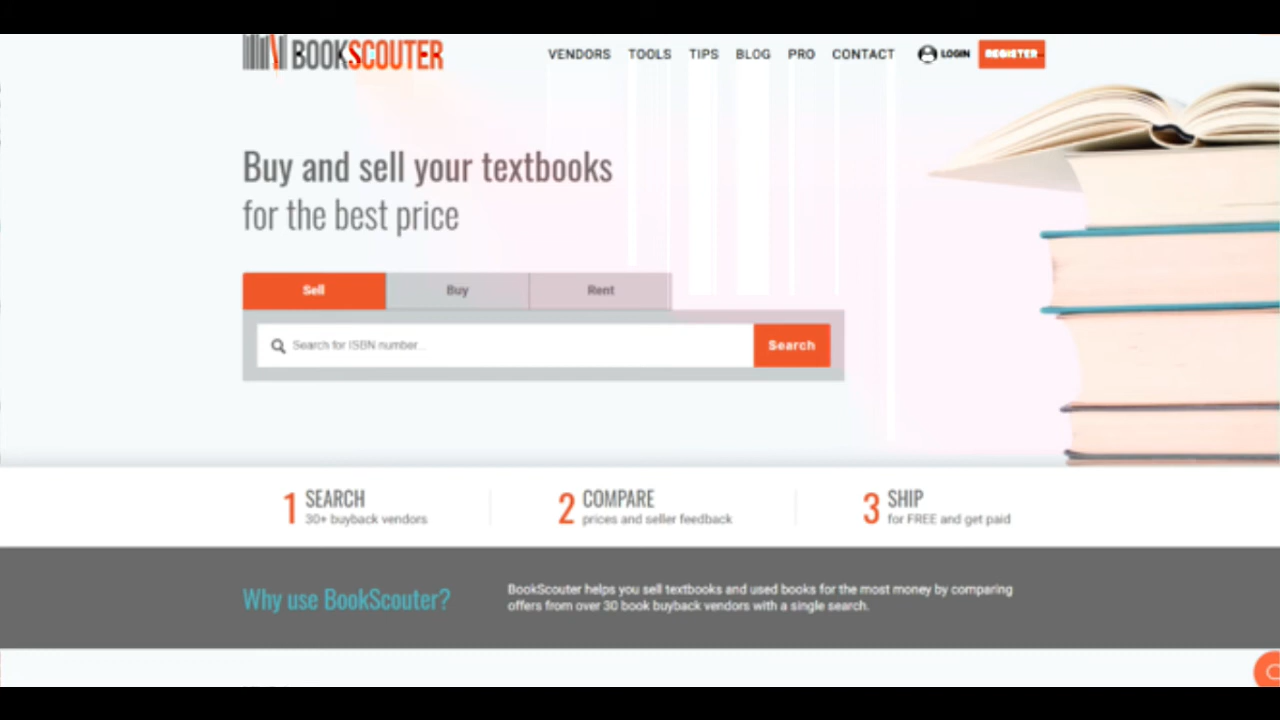 BOOKSCOUTER
VENDORS TOOLS TIPS BLOG PRO CONTACT LOGIN REGISTER
Buy and sell your textbooks
for the best price
Sell Buy Rent
Search for ISBN number... Search
1 SEARCH
30+ buyback vendors
2 COMPARE
prices and seller feedback
3 SHIP
for FREE and get paid
Why use BookScouter?
BookScouter helps you sell textbooks and used books for the most money by comparing
offers from over 30 book buyback vendors with a single search.